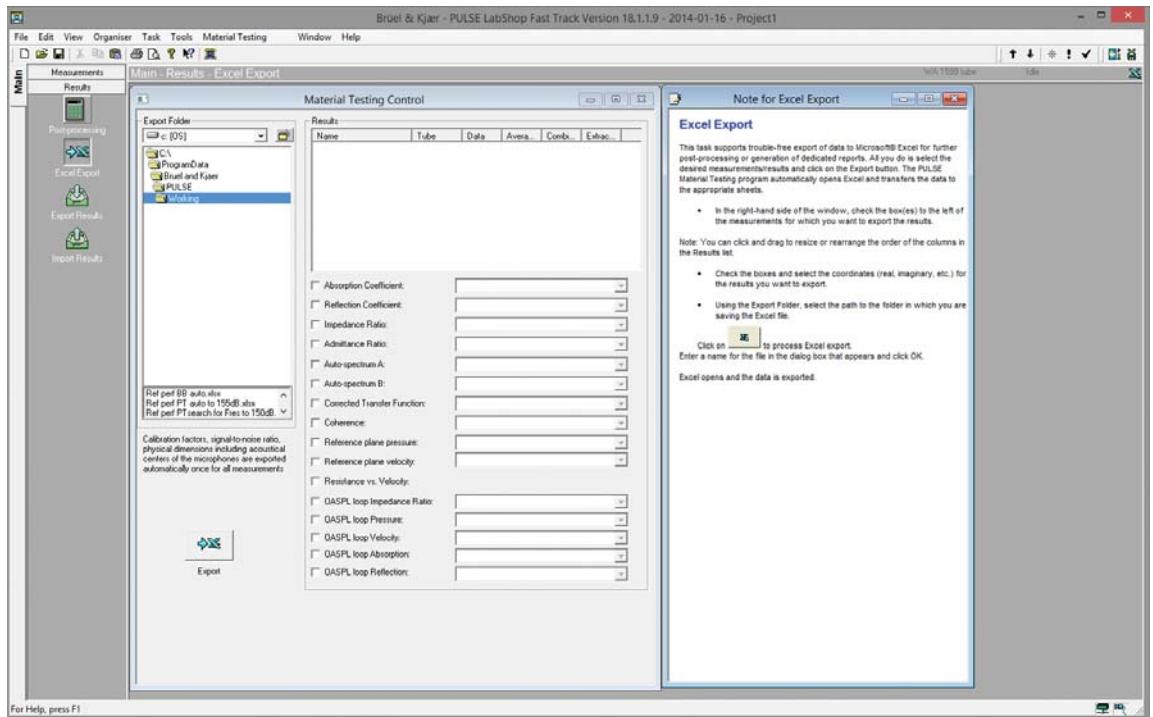 Brüel & Kjær - PULSE LabShop Fast Track Version 18.1.1.9 - 2014-01-16 - Project1
File Edit View Organiser Task Tools Material Testing Window Help
Main
Measurements
Results
Post-processing
Excel Export
Export Results
Import Results
Main - Results - Excel Export
WA 1599 tube
Idle
Material Testing Control
Export Folder
c: [OS]
C:\
ProgramData
Bruel and Kjaer
PULSE
Working
Ref perf BB auto.xlsx
Ref perf PT auto to 155dB.xlsx
Ref perf PT search for Fres to 150dB.
Calibration factors, signal-to-noise ratio,
physical dimensions including acoustical
centers of the microphones are exported
automatically once for all measurements
Export
Results
Name Tube Data Avera... Combi... Extrac...
Absorption Coefficient:
Reflection Coefficient:
Impedance Ratio:
Admittance Ratio:
Auto-spectrum A:
Auto-spectrum B:
Corrected Transfer Function:
Coherence:
Reference plane pressure:
Reference plane velocity:
Resistance vs. Velocity:
OASPL loop Impedance Ratio:
OASPL loop Pressure:
OASPL loop Velocity:
OASPL loop Absorption:
OASPL loop Reflection:
Note for Excel Export
Excel Export
This task supports trouble-free export of data to Microsoft® Excel for further
post-processing or generation of dedicated reports. All you do is select the
desired measurements/results and click on the Export button. The PULSE
Material Testing program automatically opens Excel and transfers the data to
the appropriate sheets.
• In the right-hand side of the window, check the box(es) to the left of
the measurements for which you want to export the results.
Note: You can click and drag to resize or rearrange the order of the columns in
the Results list.
• Check the boxes and select the coordinates (real, imaginary, etc.) for
the results you want to export.
• Using the Export Folder, select the path to the folder in which you are
saving the Excel file.
Click on to process Excel export.
Enter a name for the file in the dialog box that appears and click OK.
Excel opens and the data is exported.
For Help, press F1